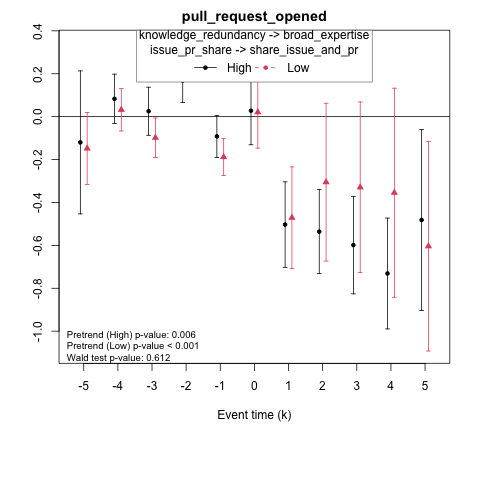 pull_request_opened
knowledge_redundancy -> broad_expertise
issue_pr_share -> share_issue_and_pr
High Low
0.4
0.2
0.0
-0.2
-0.4
-0.6
-0.8
-1.0
Pretrend (High) p-value: 0.006
Pretrend (Low) p-value < 0.001
Wald test p-value: 0.612
-5 -4 -3 -2 -1 0 1 2 3 4 5
Event time (k)